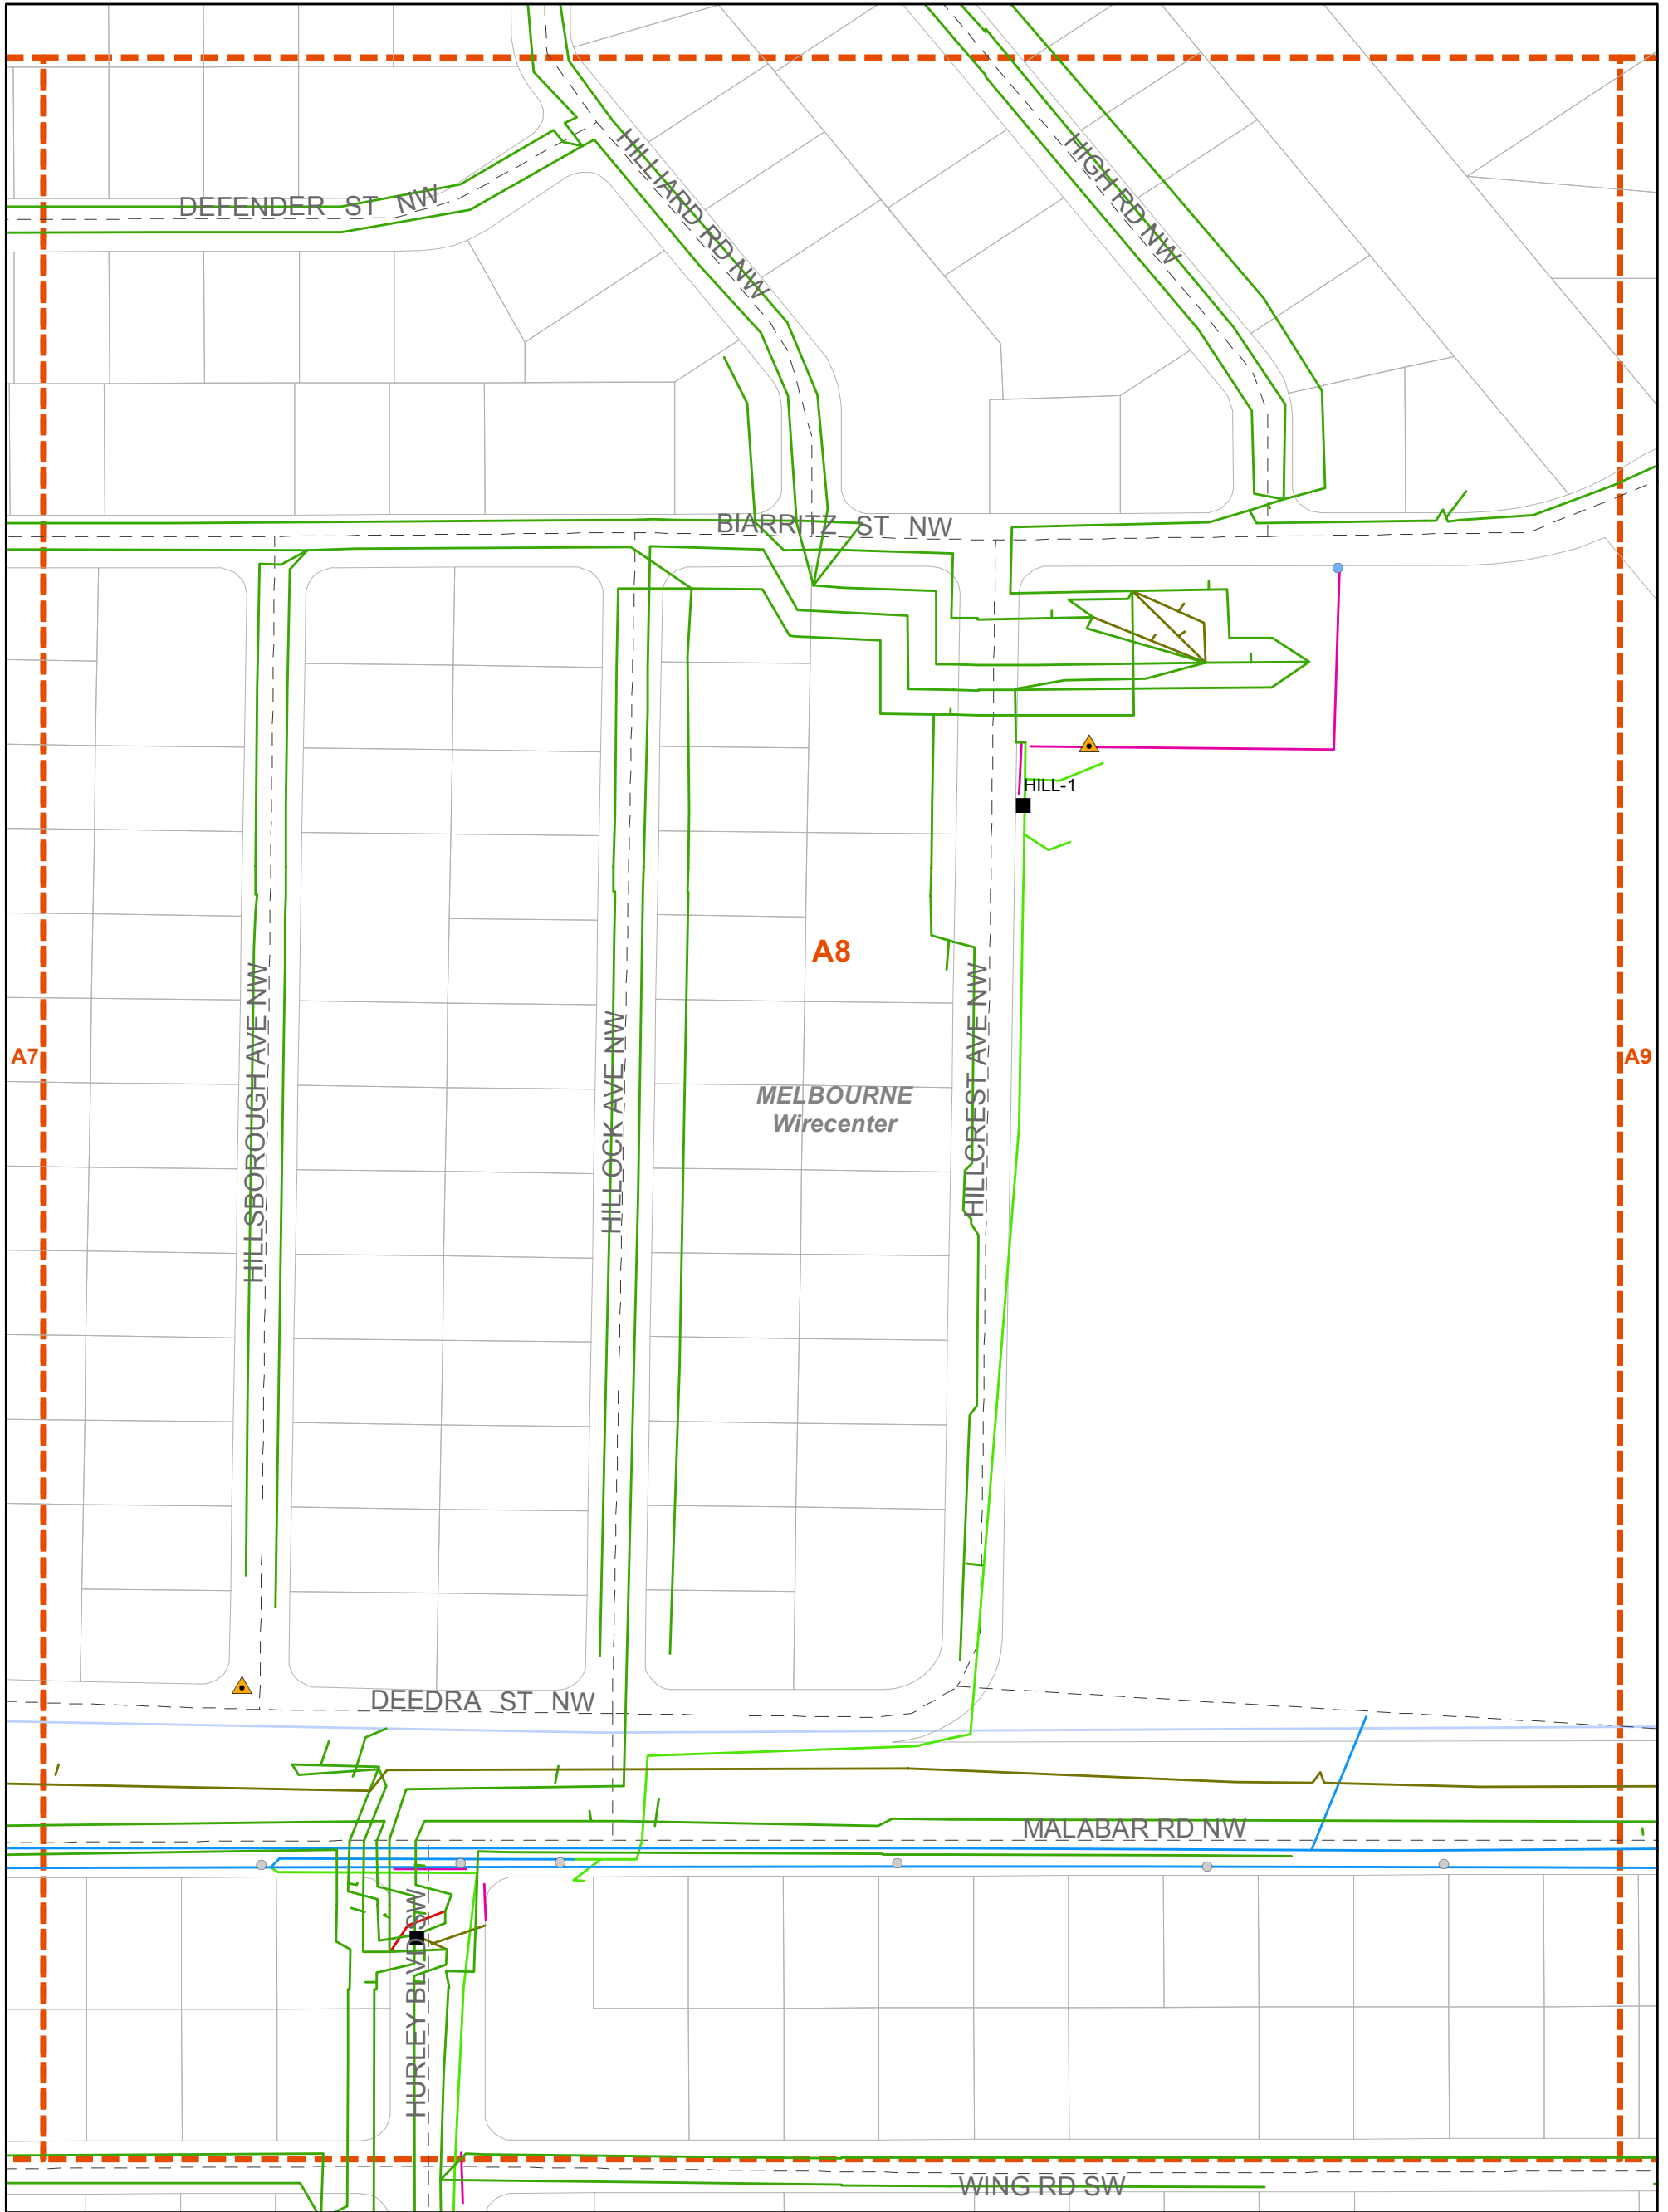 HILLIARD RD NW
HIGH RD NW
DEFENDER ST NW
BIARRITZ ST NW
HILL-1
A8
HILLSBOROUGH AVE NW
HILLOCK AVE NW
HILLCREST AVE NW
A7
A9
MELBOURNE
Wirecenter
DEEDRA ST NW
MALABAR RD NW
HURLEY BLVD SW
WING RD SW